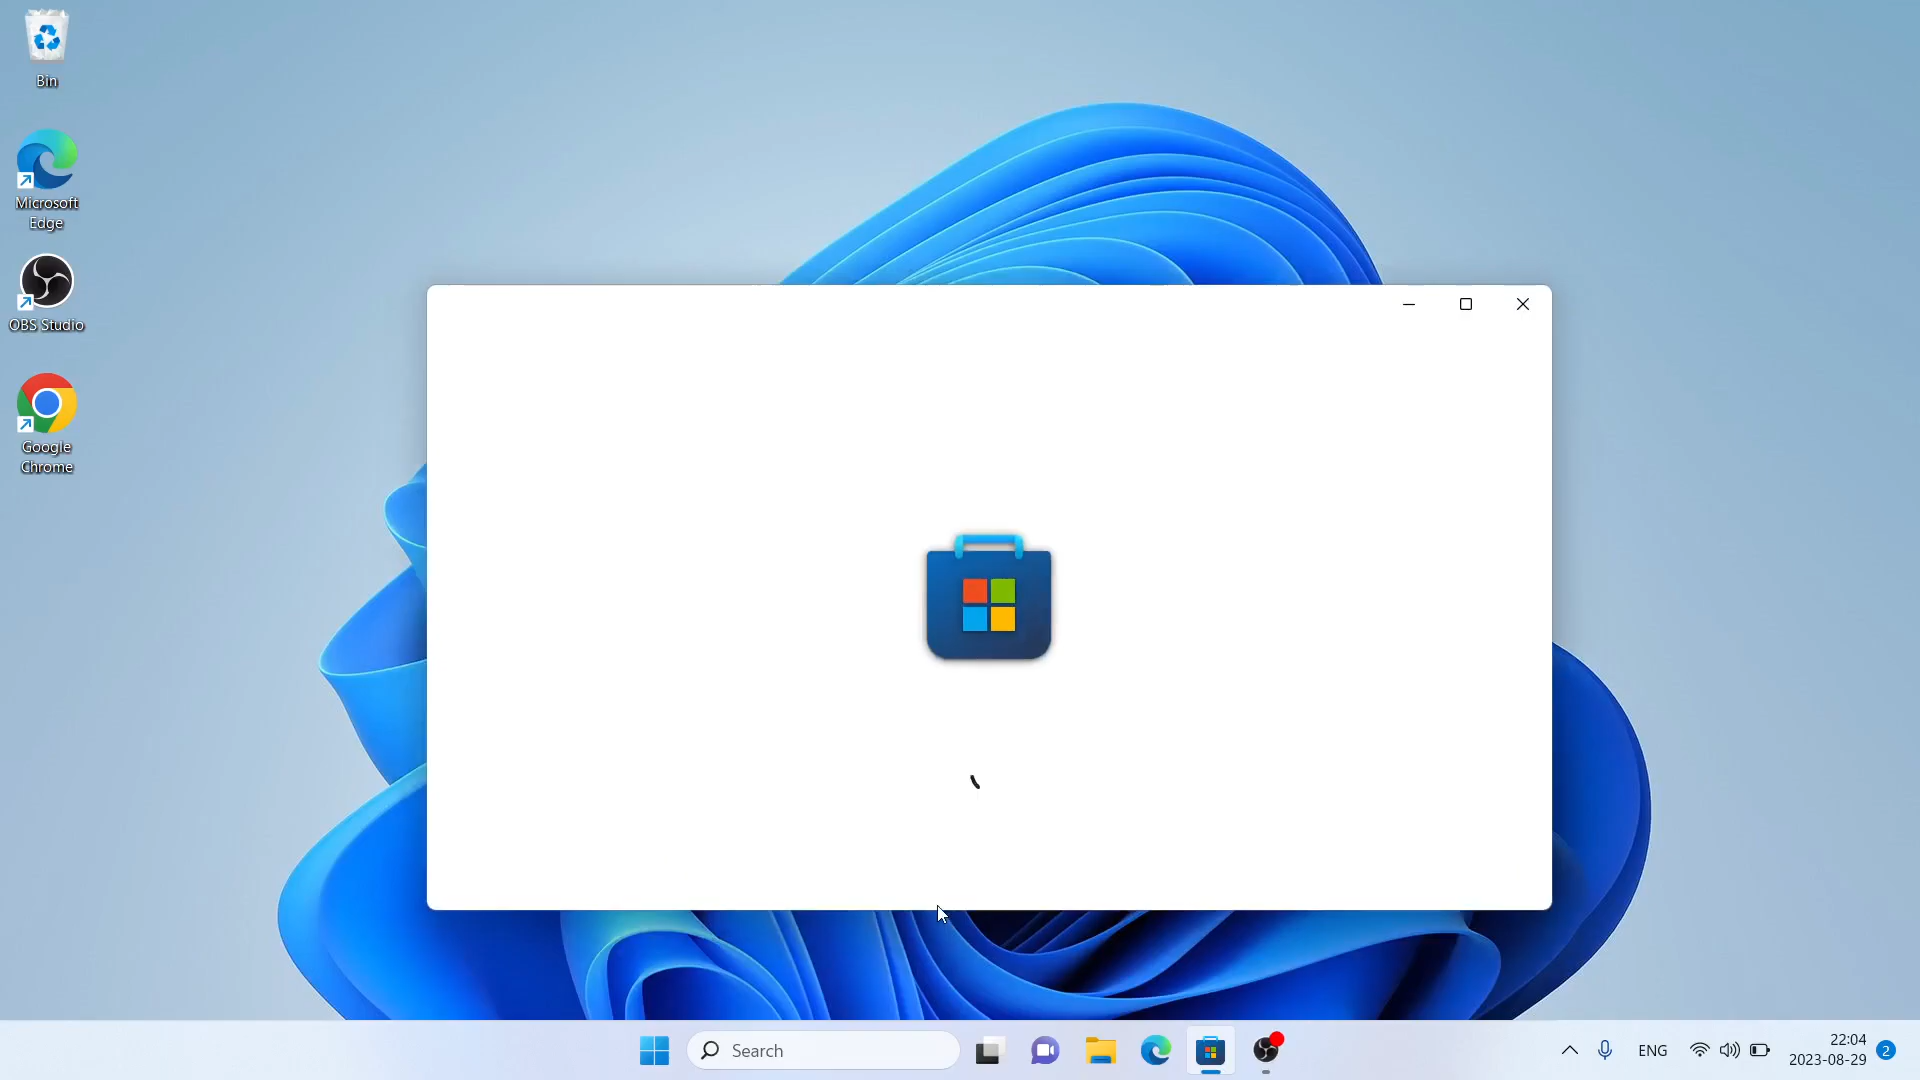 Bin
Microsoft
Edge
OBS Studio
Google
Chrome
Search
ENG
22:04
2023-08-29
2